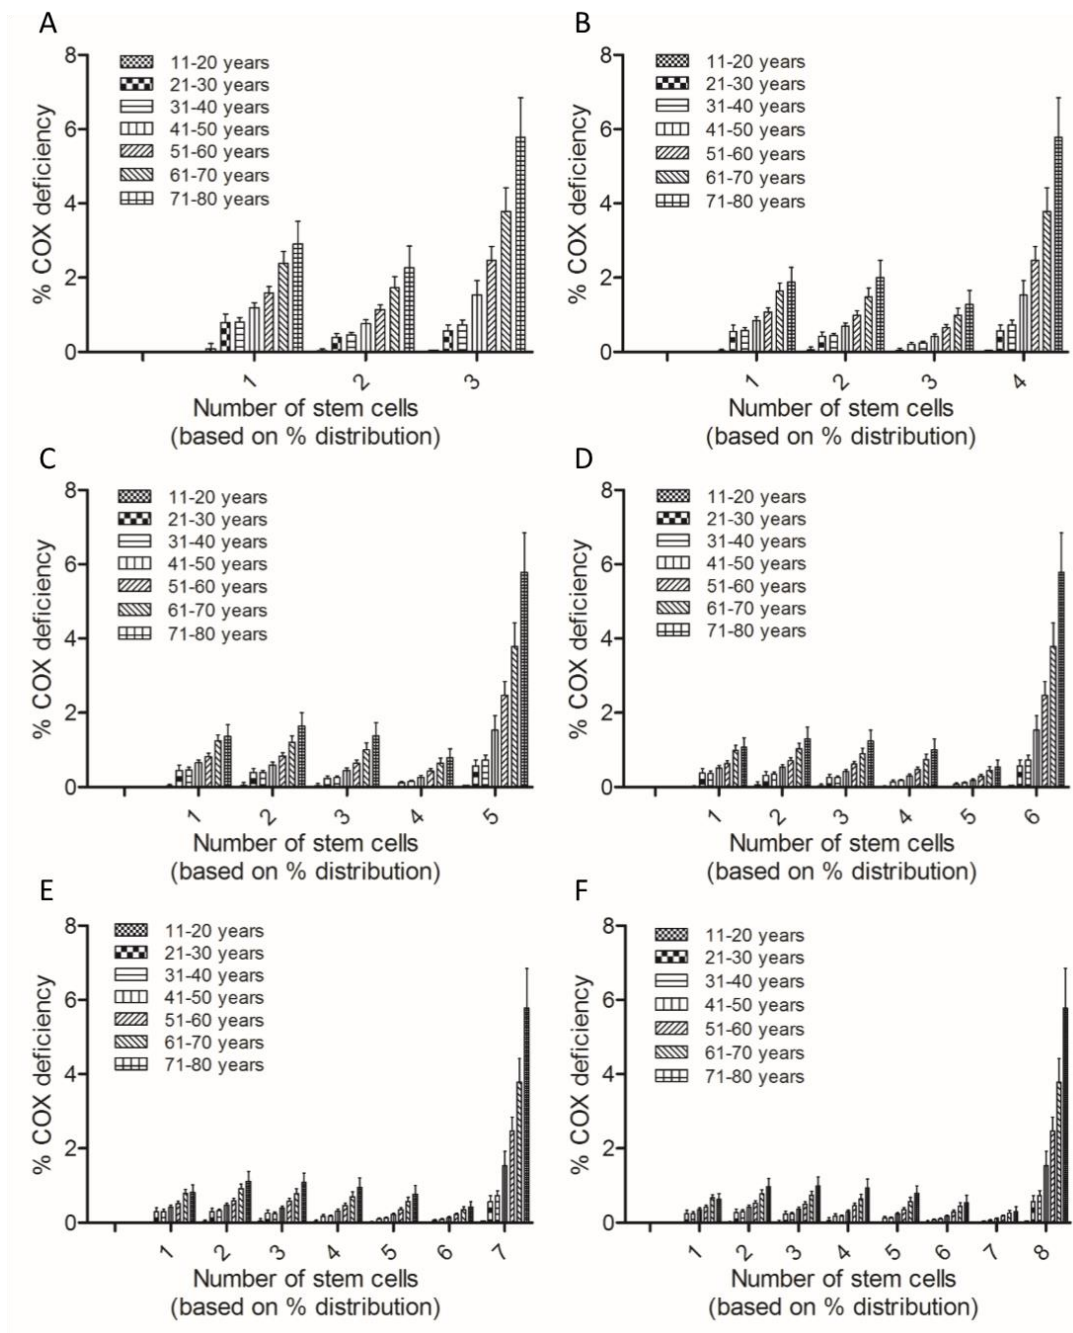 A
% COX deficiency
8
6
4
2
0
11-20 years
21-30 years
31-40 years
41-50 years
51-60 years
61-70 years
71-80 years
1 2 3
Number of stem cells
(based on % distribution)
B
% COX deficiency
8
6
4
2
0
11-20 years
21-30 years
31-40 years
41-50 years
51-60 years
61-70 years
71-80 years
1 2 3 4
Number of stem cells
(based on % distribution)
C
% COX deficiency
8
6
4
2
0
11-20 years
21-30 years
31-40 years
41-50 years
51-60 years
61-70 years
71-80 years
1 2 3 4 5
Number of stem cells
(based on % distribution)
D
% COX deficiency
8
6
4
2
0
11-20 years
21-30 years
31-40 years
41-50 years
51-60 years
61-70 years
71-80 years
1 2 3 4 5 6
Number of stem cells
(based on % distribution)
E
% COX deficiency
8
6
4
2
0
11-20 years
21-30 years
31-40 years
41-50 years
51-60 years
61-70 years
71-80 years
1 2 3 4 5 6 7
Number of stem cells
(based on % distribution)
F
% COX deficiency
8
6
4
2
0
11-20 years
21-30 years
31-40 years
41-50 years
51-60 years
61-70 years
71-80 years
1 2 3 4 5 6 7 8
Number of stem cells
(based on % distribution)